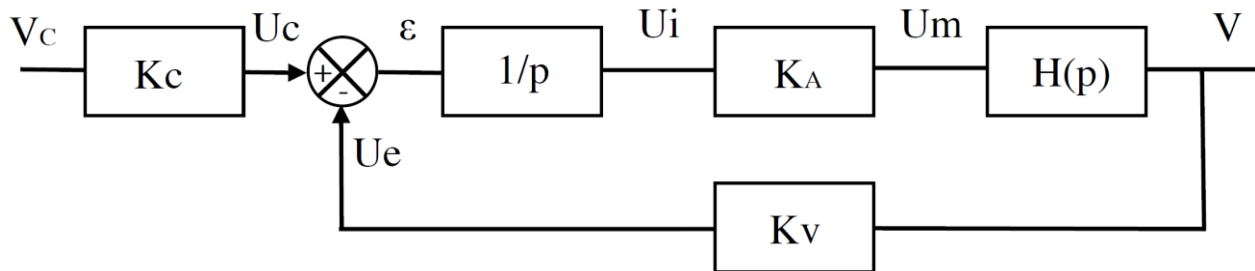 Vc Uc ε Ui Um V
Kc + - 1/p KA H(p)
Ue
Kv